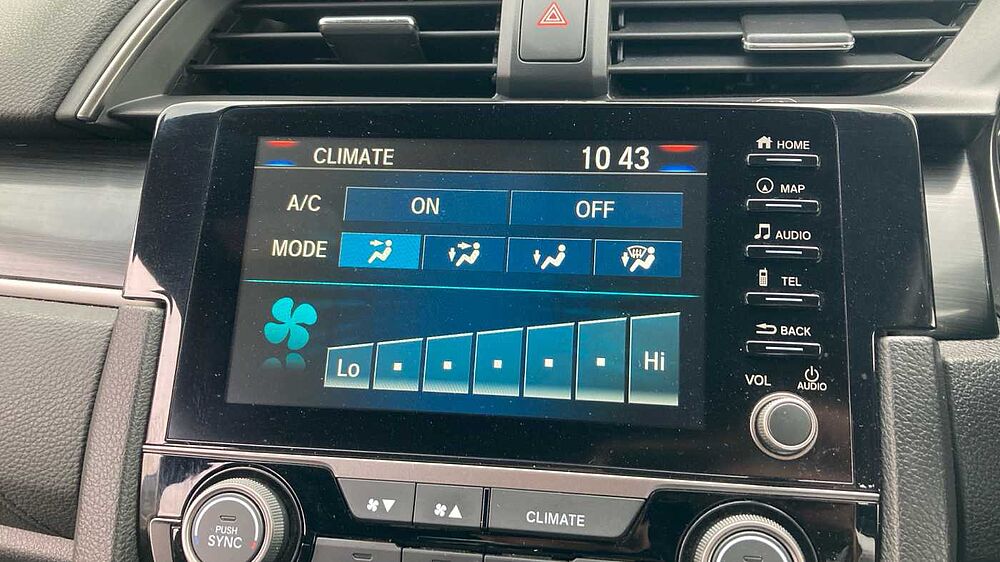 CLIMATE 10 43
A/C ON OFF
MODE
Lo Hi
HOME
MAP
AUDIO
TEL
BACK
VOL AUDIO
PUSH
SYNC
CLIMATE